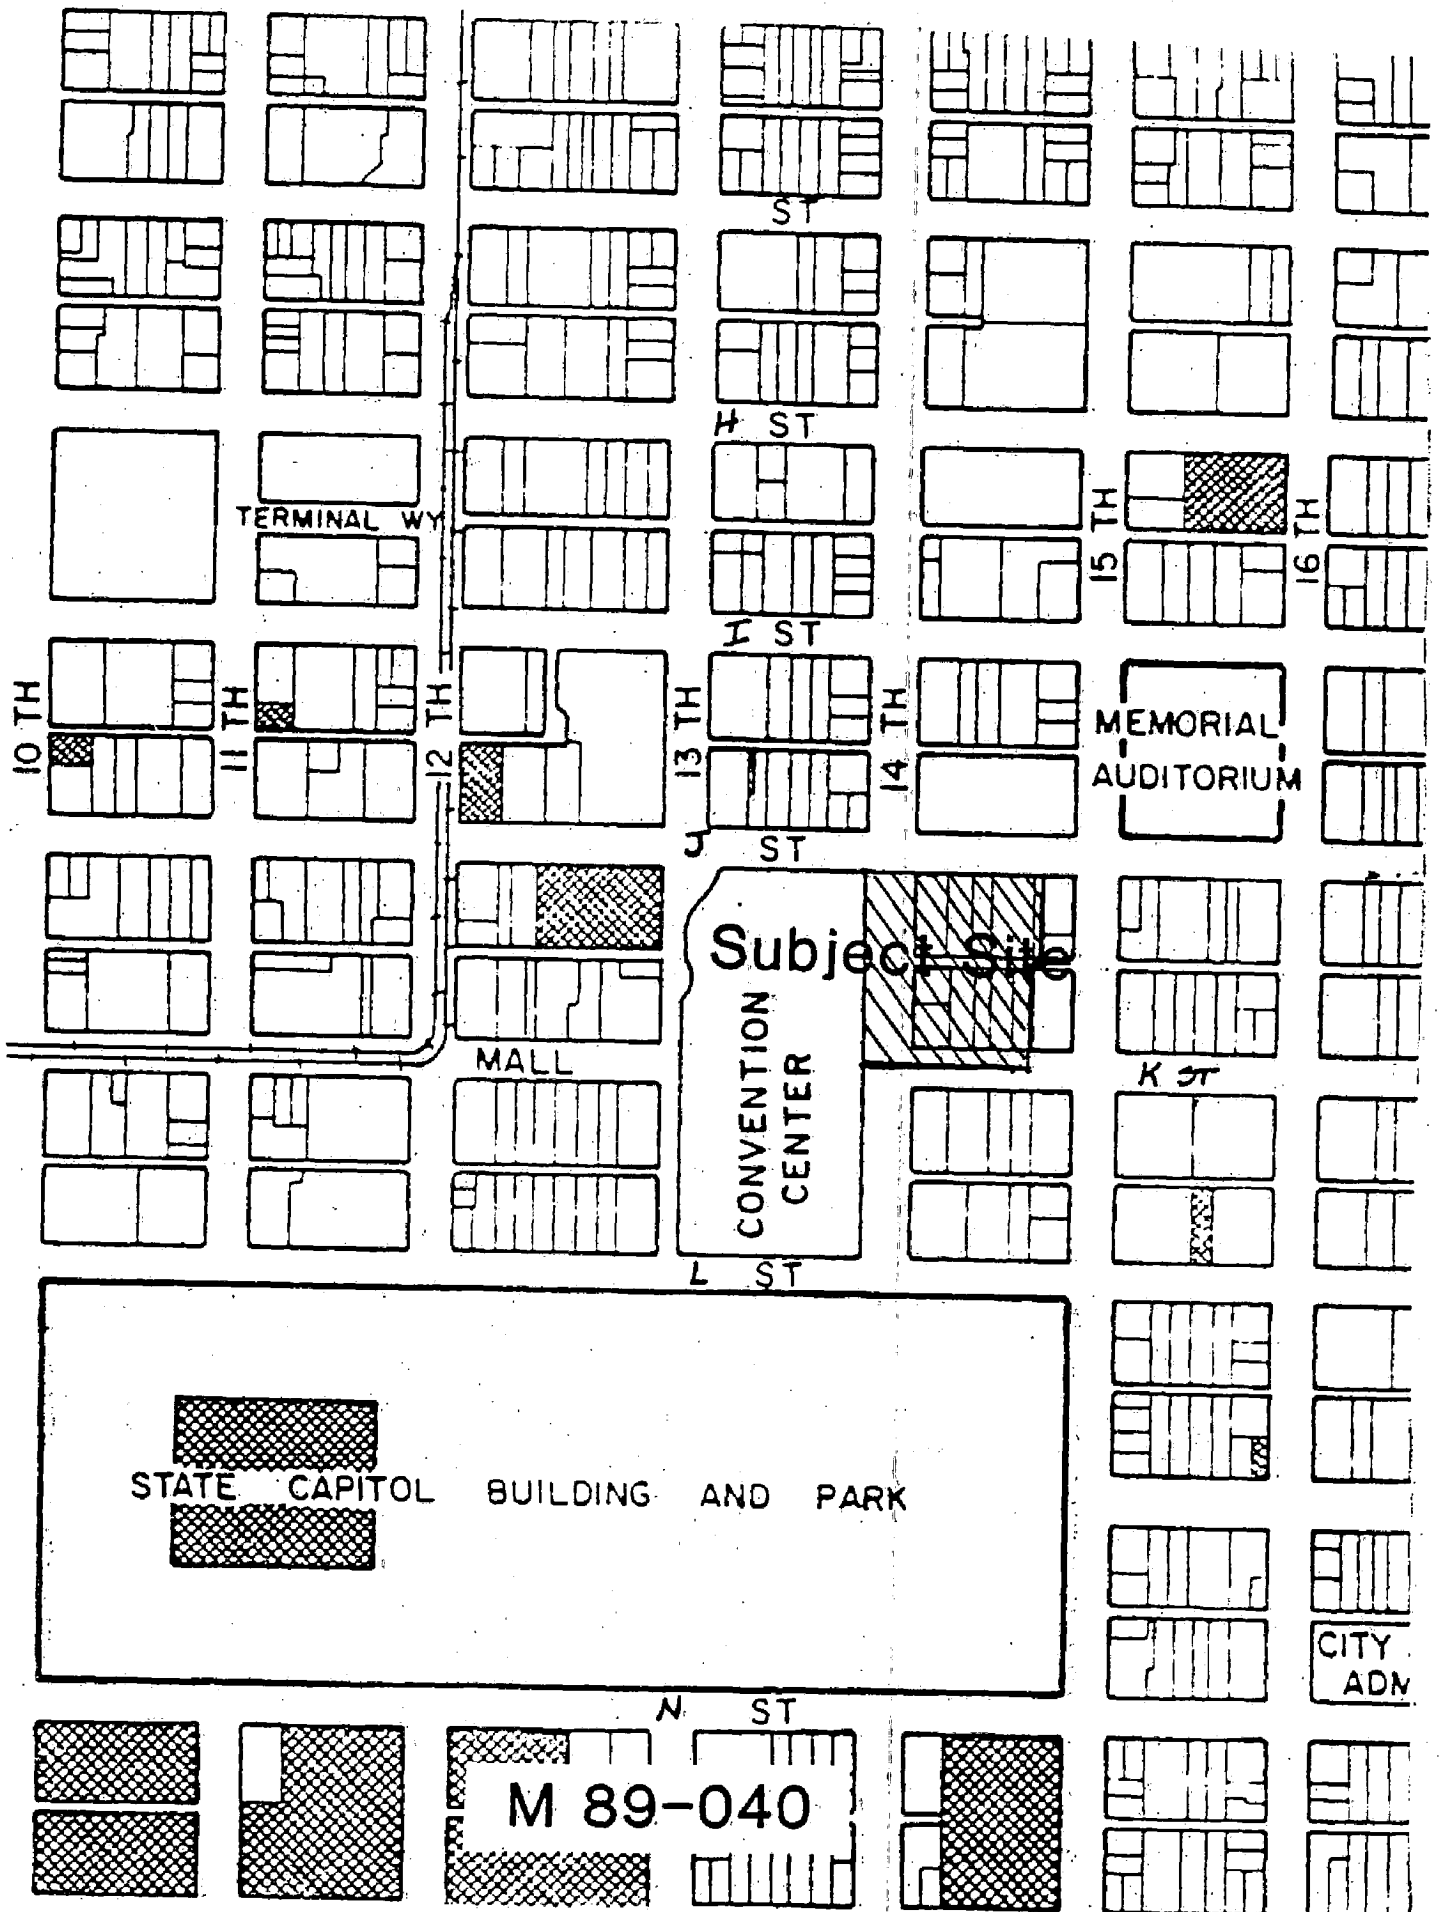 ST
H ST
TERMINAL WY
15 TH
16 TH
I ST
10 TH
11 TH
12 TH
13 TH
14 TH
MEMORIAL
AUDITORIUM
J ST
Subject Site
CONVENTION
CENTER
MALL
K ST
L ST
STATE CAPITOL BUILDING AND PARK
CITY
ADM
N ST
M 89-040